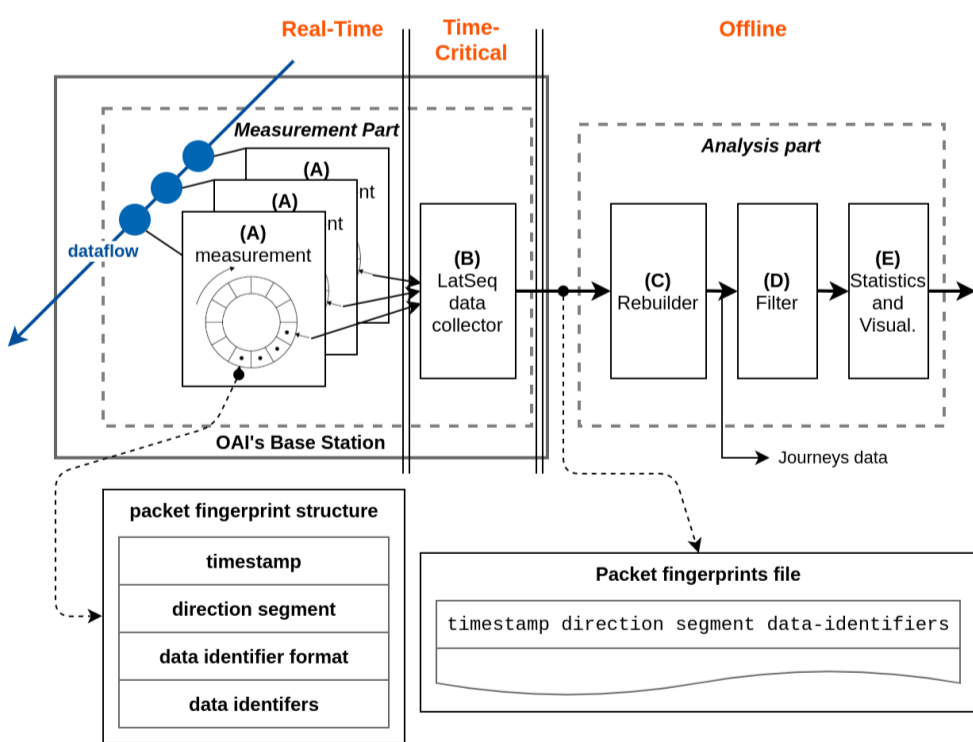 Real-Time
Time-
Critical
Offline
Measurement Part
Analysis part
(A)
nt
(A)
nt
(A)
measurement
dataflow
(B)
LatSeq
data
collector
(C)
Rebuilder
(D)
Filter
(E)
Statistics
and
Visual.
OAI's Base Station
Journeys data
packet fingerprint structure
timestamp
direction segment
data identifier format
data identifers
Packet fingerprints file
timestamp direction segment data-identifiers